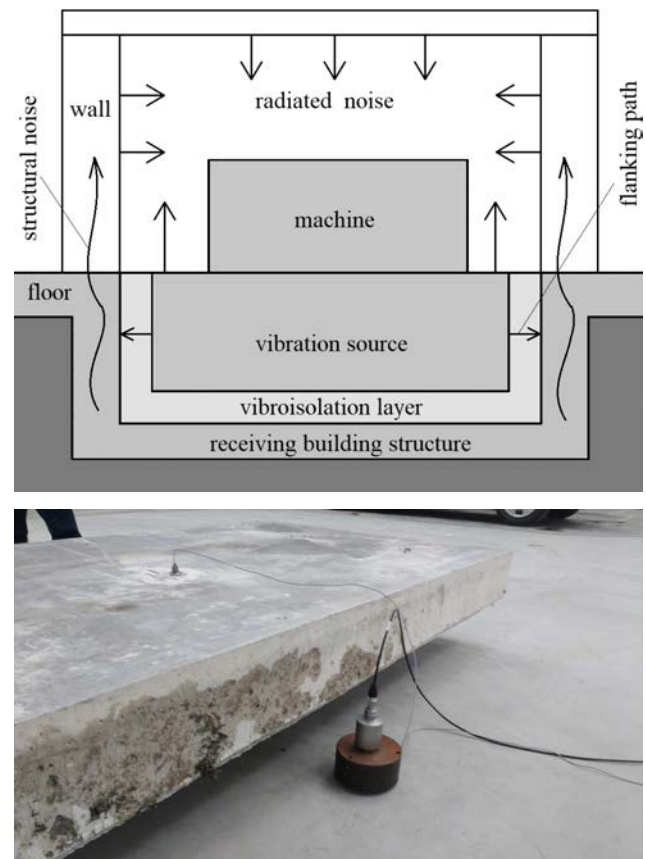 structural noise
wall
radiated noise
flanking path
machine
floor
vibration source
vibroisolation layer
receiving building structure